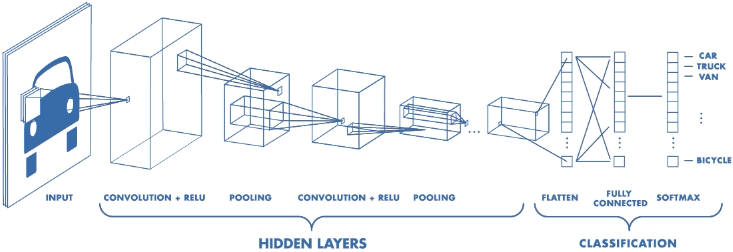 CAR
TRUCK
VAN
BICYCLE
INPUT
CONVOLUTION + RELU
POOLING
CONVOLUTION + RELU
POOLING
FLATTEN
FULLY
CONNECTED
SOFTMAX
HIDDEN LAYERS
CLASSIFICATION